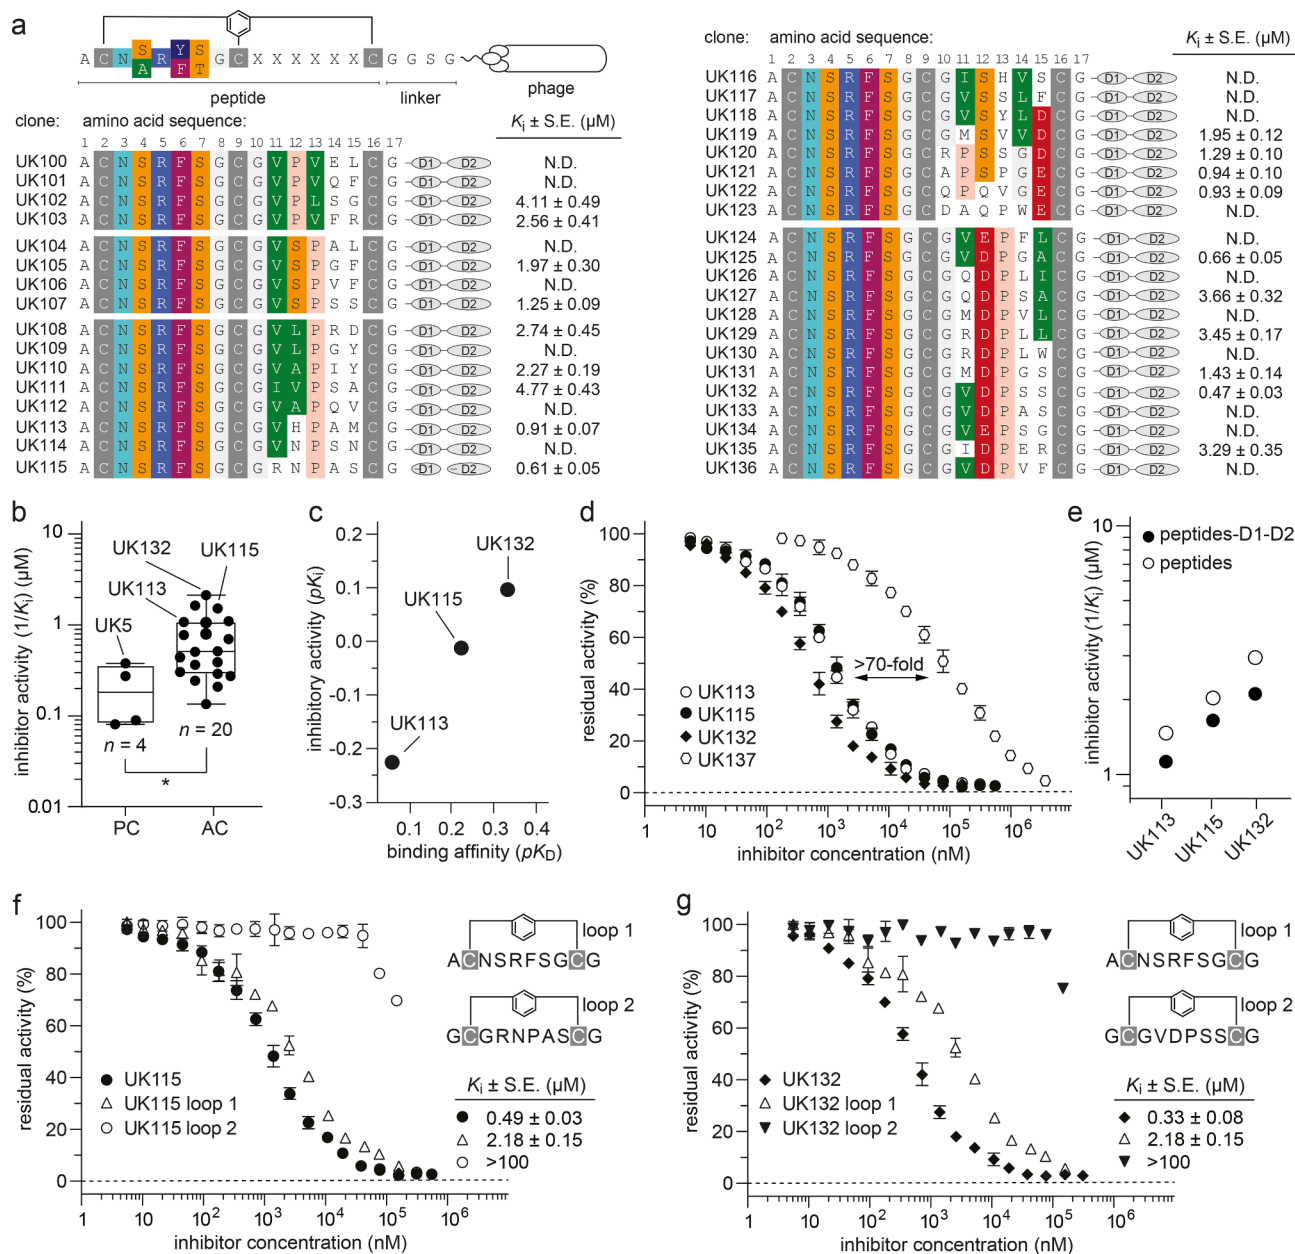 a
A C N S R Y S G C X X X X X X C G G S G
A F T
peptide
linker
phage
clone: amino acid sequence: Ki ± S.E. (μM)
1 2 3 4 5 6 7 8 9 10 11 12 13 14 15 16 17
UK100 A C N S R F S G C G V P V E L C G D1 D2 N.D.
UK101 A C N S R F S G C G V P V Q F C G D1 D2 N.D.
UK102 A C N S R F S G C G V P L S G C G D1 D2 4.11 ± 0.49
UK103 A C N S R F S G C G V P V F R C G D1 D2 2.56 ± 0.41
UK104 A C N S R F S G C G V S P A L C G D1 D2 N.D.
UK105 A C N S R F S G C G V S P G F C G D1 D2 1.97 ± 0.30
UK106 A C N S R F S G C G V S P V F C G D1 D2 N.D.
UK107 A C N S R F S G C G V S P S S C G D1 D2 1.25 ± 0.09
UK108 A C N S R F S G C G V L P R D C G D1 D2 2.74 ± 0.45
UK109 A C N S R F S G C G V L P G Y C G D1 D2 N.D.
UK110 A C N S R F S G C G V A P I Y C G D1 D2 2.27 ± 0.19
UK111 A C N S R F S G C G I V P S A C G D1 D2 4.77 ± 0.43
UK112 A C N S R F S G C G V A P Q V C G D1 D2 N.D.
UK113 A C N S R F S G C G V H P A M C G D1 D2 0.91 ± 0.07
UK114 A C N S R F S G C G V N P S N C G D1 D2 N.D.
UK115 A C N S R F S G C G R N P A S C G D1 D2 0.61 ± 0.05
clone: amino acid sequence: Ki ± S.E. (μM)
1 2 3 4 5 6 7 8 9 10 11 12 13 14 15 16 17
UK116 A C N S R F S G C G I S H V S C G D1 D2 N.D.
UK117 A C N S R F S G C G V S S L F C G D1 D2 N.D.
UK118 A C N S R F S G C G V S Y L D C G D1 D2 N.D.
UK119 A C N S R F S G C G M S V V D C G D1 D2 1.95 ± 0.12
UK120 A C N S R F S G C R P S S G D C G D1 D2 1.29 ± 0.10
UK121 A C N S R F S G C A P S P G E C G D1 D2 0.94 ± 0.10
UK122 A C N S R F S G C Q P Q V G E C G D1 D2 0.93 ± 0.09
UK123 A C N S R F S G C D A Q P W E C G D1 D2 N.D.
UK124 A C N S R F S G C G V E P F L C G D1 D2 N.D.
UK125 A C N S R F S G C G V D P G A C G D1 D2 0.66 ± 0.05
UK126 A C N S R F S G C G Q D P L I C G D1 D2 N.D.
UK127 A C N S R F S G C G Q D P S A C G D1 D2 3.66 ± 0.32
UK128 A C N S R F S G C G M D P V L C G D1 D2 N.D.
UK129 A C N S R F S G C G R D P L L C G D1 D2 3.45 ± 0.17
UK130 A C N S R F S G C G R D P L W C G D1 D2 N.D.
UK131 A C N S R F S G C G M D P G S C G D1 D2 1.43 ± 0.14
UK132 A C N S R F S G C G V D P S S C G D1 D2 0.47 ± 0.03
UK133 A C N S R F S G C G V D P A S C G D1 D2 N.D.
UK134 A C N S R F S G C G V E P S G C G D1 D2 N.D.
UK135 A C N S R F S G C G I D P E R C G D1 D2 3.29 ± 0.35
UK136 A C N S R F S G C G V D P V F C G D1 D2 N.D.
b
inhibitor activity (1/Ki) (μM)
10
1
0.1
0.01
UK132
UK115
UK113
UK5
n = 4
n = 20
*
PC AC
c
inhibitory activity (pKi)
0.2
0.1
0.0
-0.1
-0.2
-0.3
UK132
UK115
UK113
0.1 0.2 0.3 0.4
binding affinity (pKD)
d
residual activity (%)
100
80
60
40
20
0
>70-fold
UK113
UK115
UK132
UK137
1 10 10² 10³ 10⁴ 10⁵ 10⁶
inhibitor concentration (nM)
e
inhibitor activity (1/Ki) (μM)
10
1
peptides-D1-D2
peptides
UK113
UK115
UK132
f
residual activity (%)
100
80
60
40
20
0
loop 1
ACNSRFSGCG
loop 2
GCGRNPASCG
UK115
UK115 loop 1
UK115 loop 2
Ki ± S.E. (μM)
0.49 ± 0.03
2.18 ± 0.15
>100
1 10 10² 10³ 10⁴ 10⁵ 10⁶
inhibitor concentration (nM)
g
residual activity (%)
100
80
60
40
20
0
loop 1
ACNSRFSGCG
loop 2
GCGVDPSSCG
UK132
UK132 loop 1
UK132 loop 2
Ki ± S.E. (μM)
0.33 ± 0.08
2.18 ± 0.15
>100
1 10 10² 10³ 10⁴ 10⁵ 10⁶
inhibitor concentration (nM)